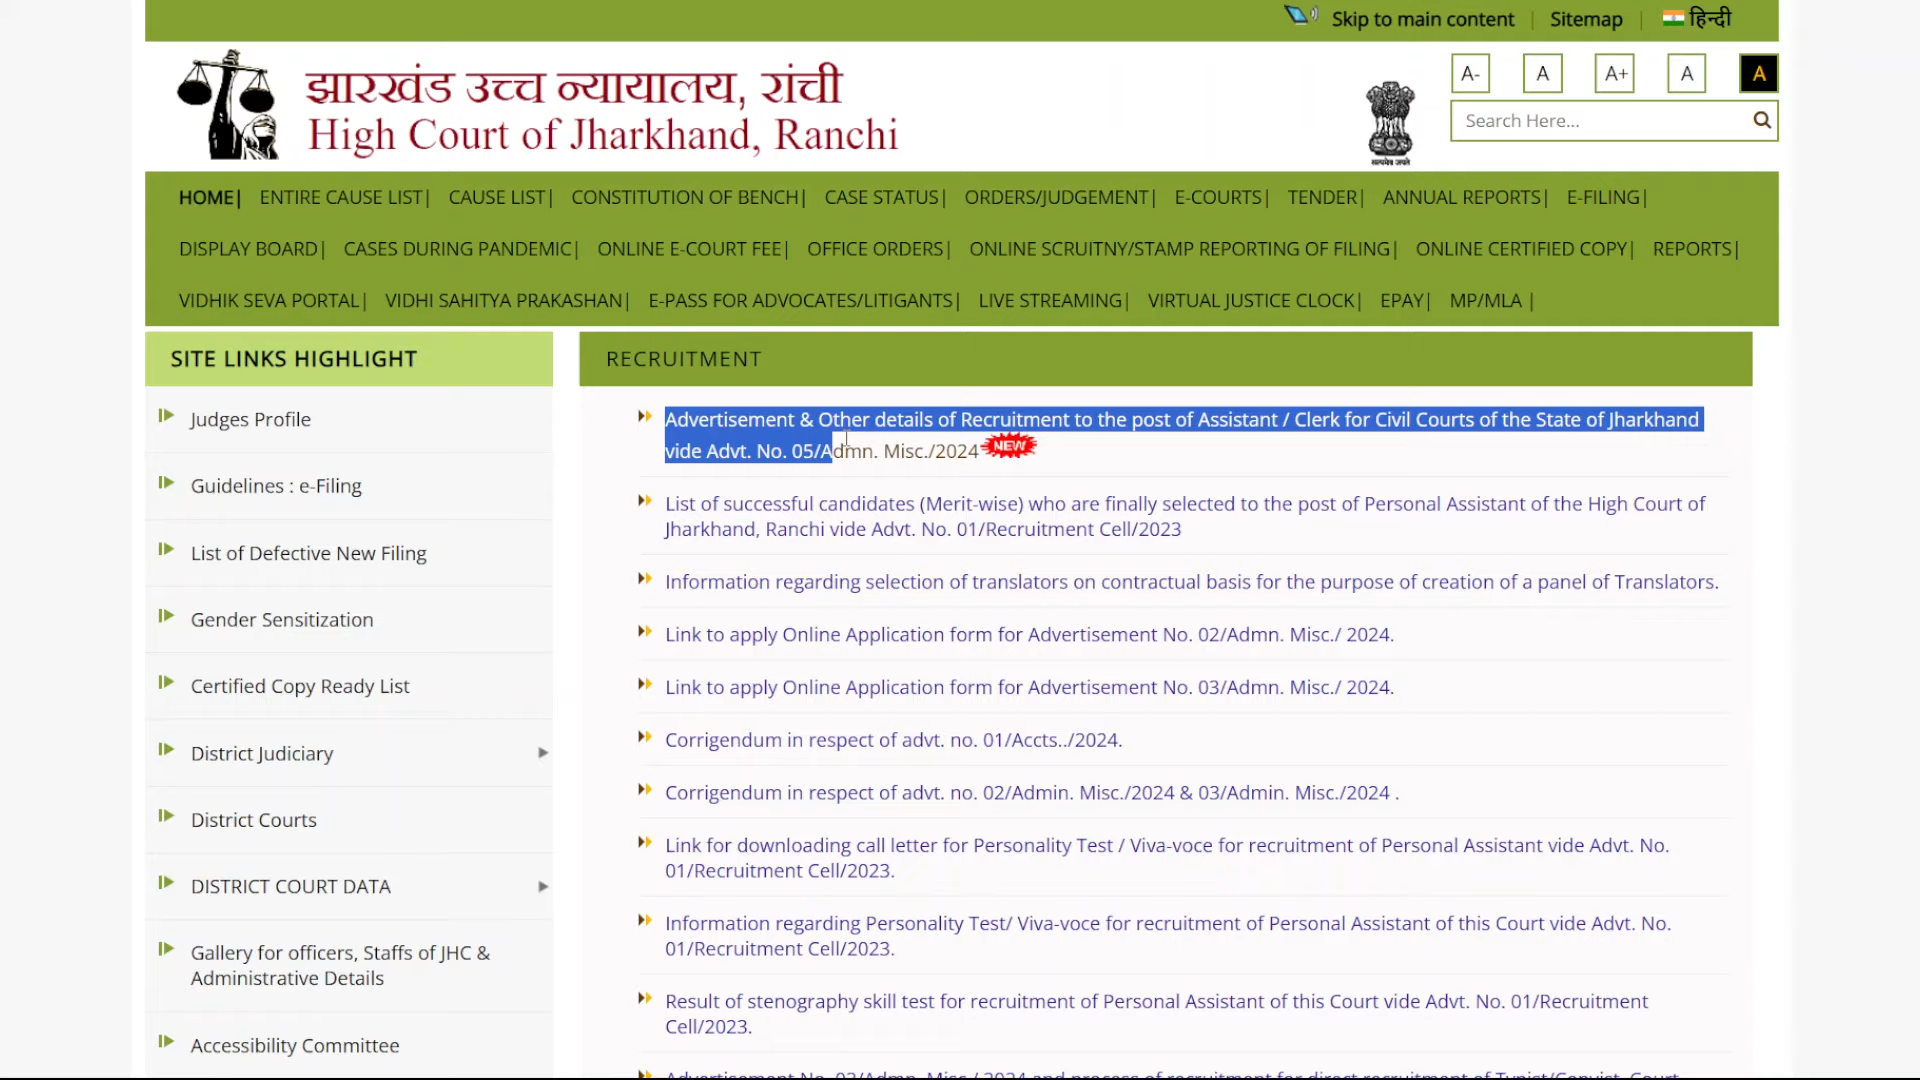 Skip to main content | Sitemap | हिन्दी
झारखंड उच्च न्यायालय, रांची
High Court of Jharkhand, Ranchi
सत्यमेव जयते
A- A A+ A A
Search Here...
HOME| ENTIRE CAUSE LIST| CAUSE LIST| CONSTITUTION OF BENCH| CASE STATUS| ORDERS/JUDGEMENT| E-COURTS| TENDER| ANNUAL REPORTS| E-FILING|
DISPLAY BOARD| CASES DURING PANDEMIC| ONLINE E-COURT FEE| OFFICE ORDERS| ONLINE SCRUITNY/STAMP REPORTING OF FILING| ONLINE CERTIFIED COPY| REPORTS|
VIDHIK SEVA PORTAL| VIDHI SAHITYA PRAKASHAN| E-PASS FOR ADVOCATES/LITIGANTS| LIVE STREAMING| VIRTUAL JUSTICE CLOCK| EPAY| MP/MLA |
SITE LINKS HIGHLIGHT
Judges Profile
Guidelines : e-Filing
List of Defective New Filing
Gender Sensitization
Certified Copy Ready List
District Judiciary
District Courts
DISTRICT COURT DATA
Gallery for officers, Staffs of JHC &
Administrative Details
Accessibility Committee
RECRUITMENT
Advertisement & Other details of Recruitment to the post of Assistant / Clerk for Civil Courts of the State of Jharkhand
vide Advt. No. 05/Admn. Misc./2024 NEW
List of successful candidates (Merit-wise) who are finally selected to the post of Personal Assistant of the High Court of
Jharkhand, Ranchi vide Advt. No. 01/Recruitment Cell/2023
Information regarding selection of translators on contractual basis for the purpose of creation of a panel of Translators.
Link to apply Online Application form for Advertisement No. 02/Admn. Misc./ 2024.
Link to apply Online Application form for Advertisement No. 03/Admn. Misc./ 2024.
Corrigendum in respect of advt. no. 01/Accts../2024.
Corrigendum in respect of advt. no. 02/Admin. Misc./2024 & 03/Admin. Misc./2024 .
Link for downloading call letter for Personality Test / Viva-voce for recruitment of Personal Assistant vide Advt. No.
01/Recruitment Cell/2023.
Information regarding Personality Test/ Viva-voce for recruitment of Personal Assistant of this Court vide Advt. No.
01/Recruitment Cell/2023.
Result of stenography skill test for recruitment of Personal Assistant of this Court vide Advt. No. 01/Recruitment
Cell/2023.